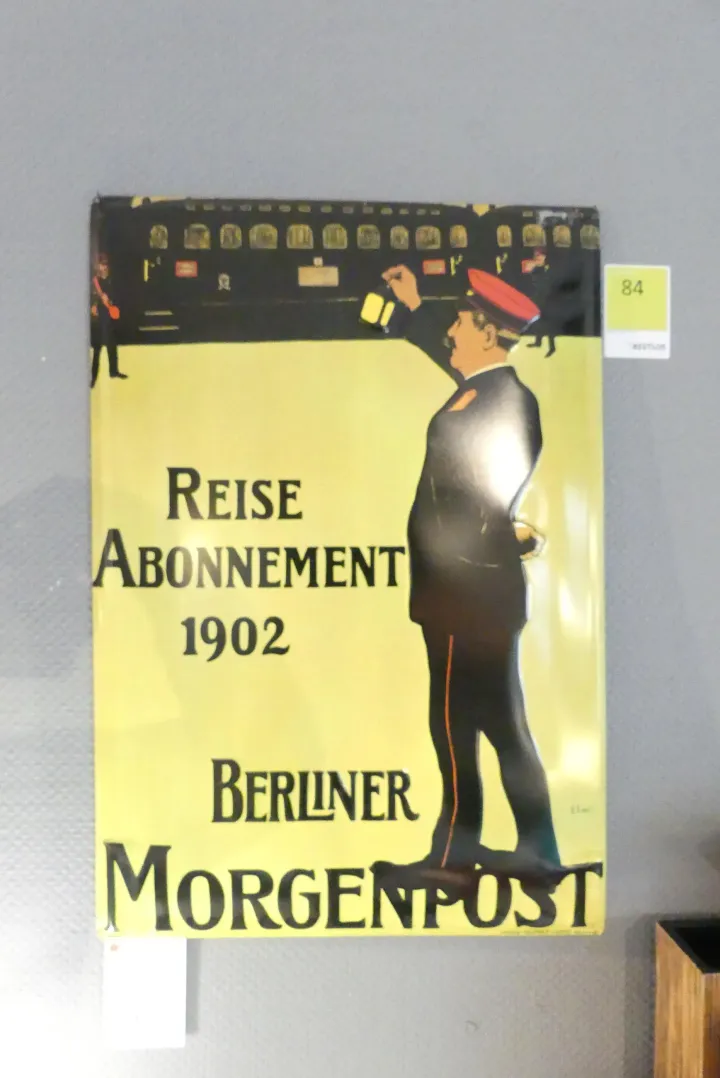 84
REISE
ABONNEMENT
1902
BERLINER
MORGENPOST